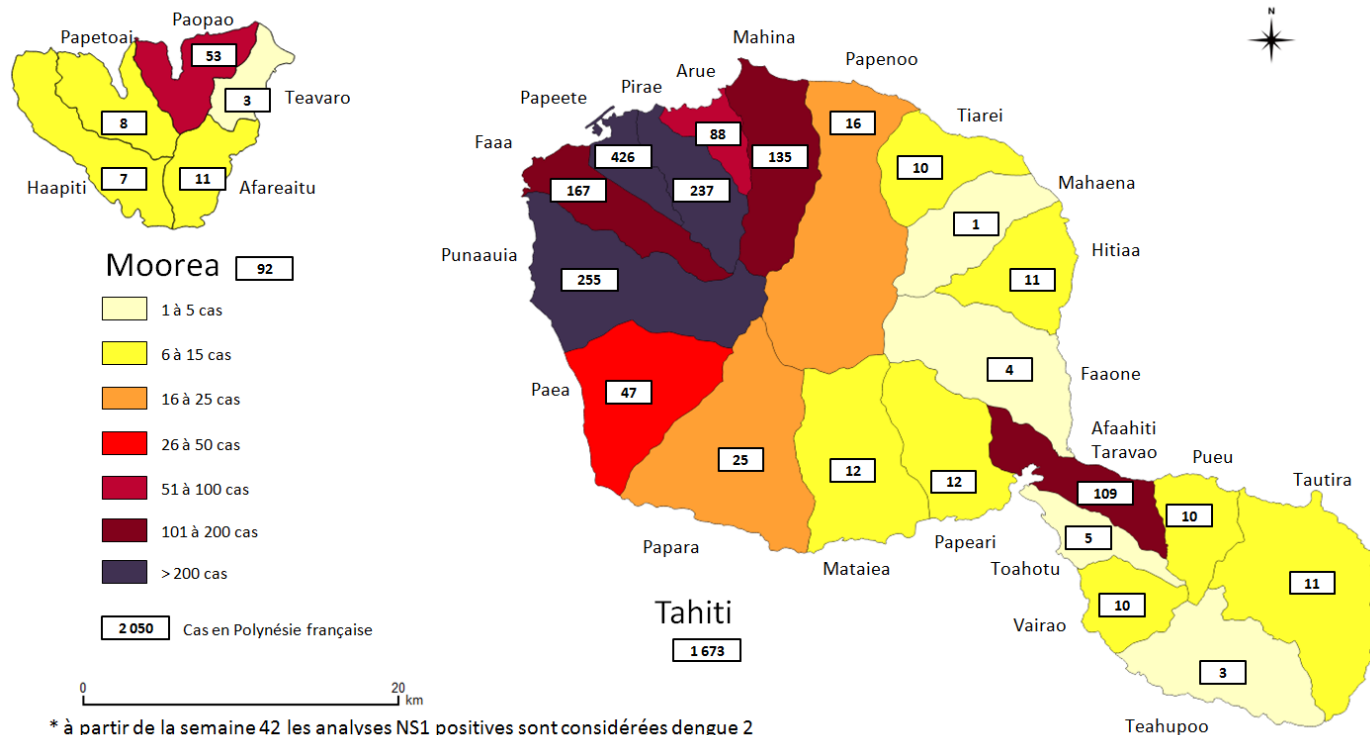 Paopao
53
Papetoai
3
Teavaro
8
7
11
Haapiti
Afareaitu
Moorea 92
1 à 5 cas
6 à 15 cas
16 à 25 cas
26 à 50 cas
51 à 100 cas
101 à 200 cas
> 200 cas
2 050 Cas en Polynésie française
0 20
km
N
Mahina
Papenoo
Arue
Pirae
Papeete
Tiarei
Faaa
88
16
426
135
10
167
237
Mahaena
1
Punaauia
Hitiaa
255
11
Paea
47
4
Faaone
Afaahiti
Taravao
Pueu
Tautira
25
12
12
109
10
5
Papara
Mataiea
Papeari
Toahotu
11
10
Vairao
3
Teahupoo
Tahiti
1 673
* à partir de la semaine 42 les analyses NS1 positives sont considérées dengue 2